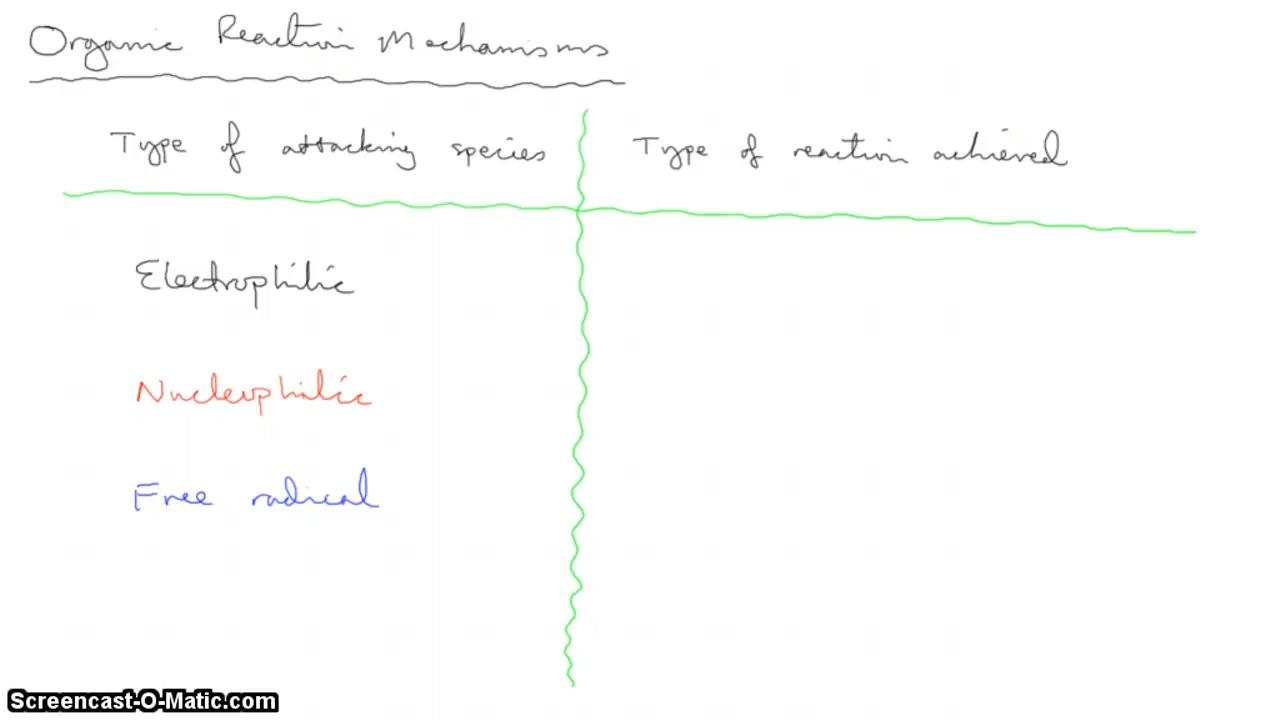 Organic Reaction Mechanisms
Type of attacking species
Type of reaction achieved
Electrophilic
Nucleophilic
Free radical
Screencast-O-Matic.com